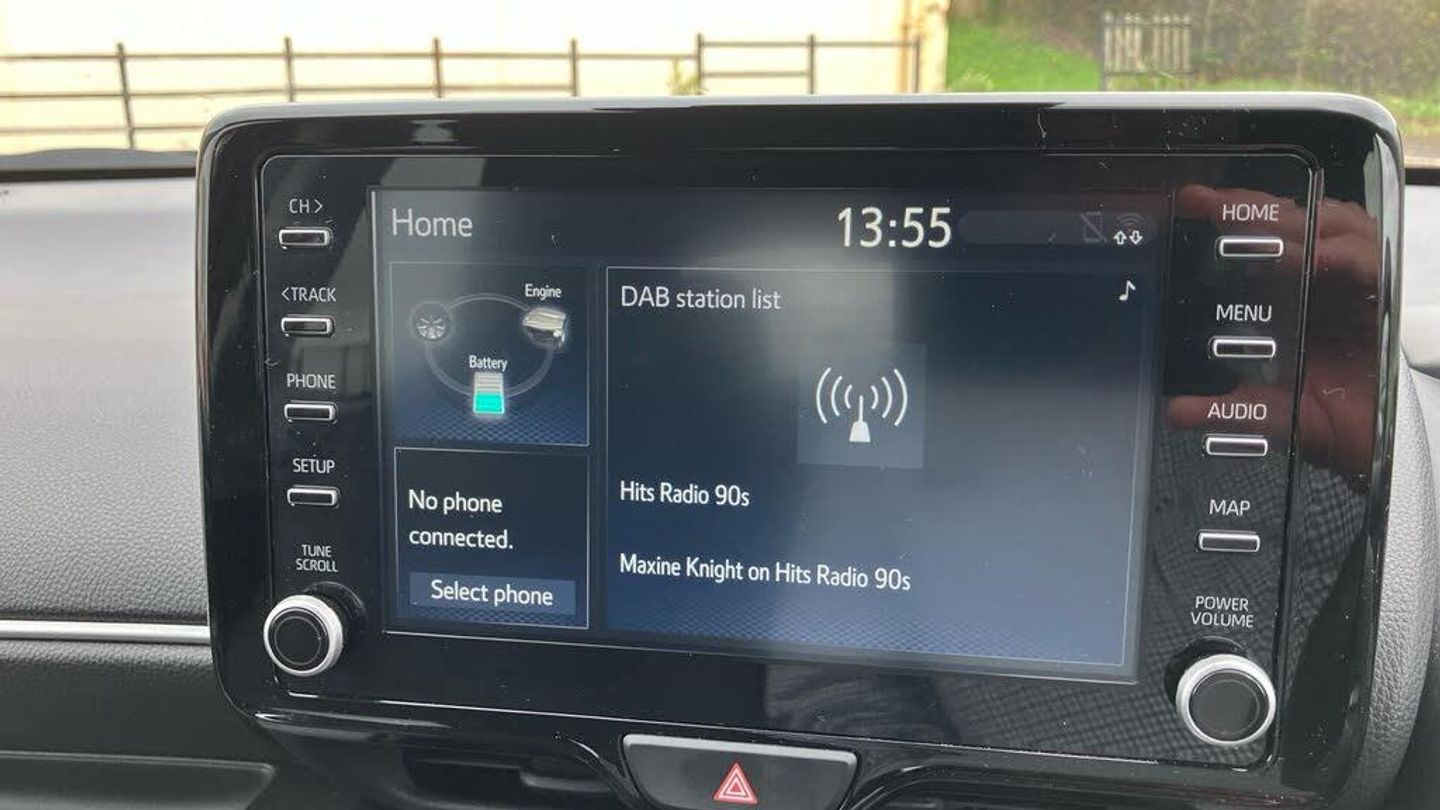 CH >
<TRACK
PHONE
SETUP
TUNE
SCROLL
Home
13:55
Engine
Battery
No phone
connected.
Select phone
DAB station list
Hits Radio 90s
Maxine Knight on Hits Radio 90s
HOME
MENU
AUDIO
MAP
POWER
VOLUME